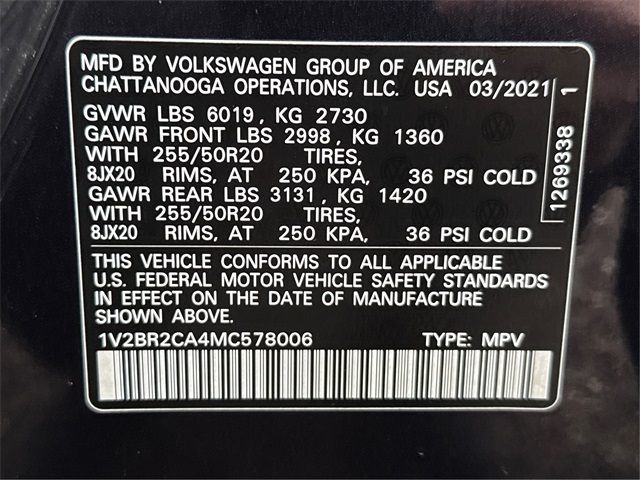 MFD BY VOLKSWAGEN GROUP OF AMERICA
CHATTANOOGA OPERATIONS, LLC. USA 03/2021
GVWR LBS 6019, KG 2730
GAWR FRONT LBS 2998, KG 1360
WITH 255/50R20 TIRES,
8JX20 RIMS, AT 250 KPA, 36 PSI COLD
GAWR REAR LBS 3131, KG 1420
WITH 255/50R20 TIRES,
8JX20 RIMS, AT 250 KPA, 36 PSI COLD
1269338 1
THIS VEHICLE CONFORMS TO ALL APPLICABLE
U.S. FEDERAL MOTOR VEHICLE SAFETY STANDARDS
IN EFFECT ON THE DATE OF MANUFACTURE
SHOWN ABOVE.
1V2BR2CA4MC578006 TYPE: MPV